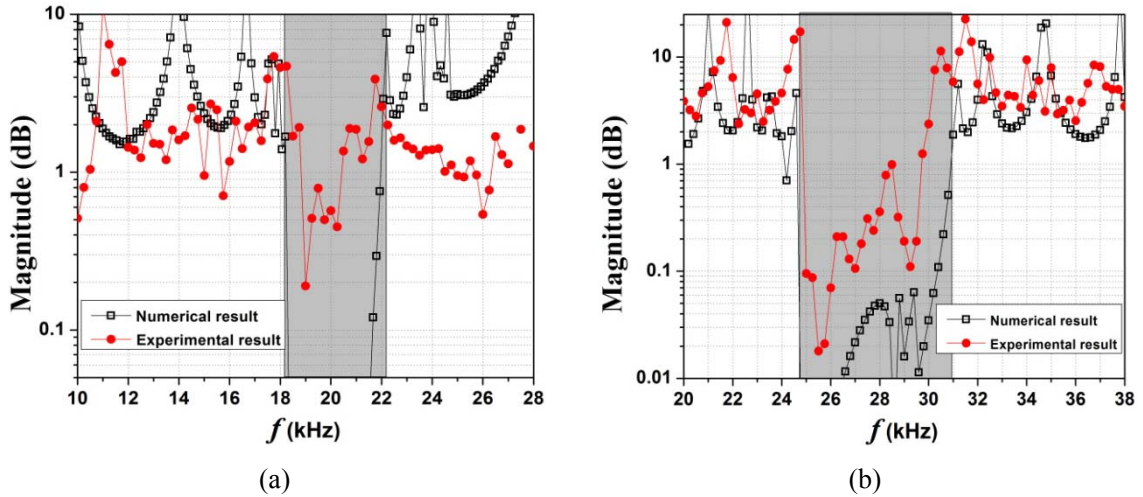 10
1
0.1
Magnitude (dB)
Numerical result
Experimental result
10 12 14 16 18 20 22 24 26 28
f (kHz)
(a)
10
1
0.1
0.01
Magnitude (dB)
Numerical result
Experimental result
20 22 24 26 28 30 32 34 36 38
f (kHz)
(b)